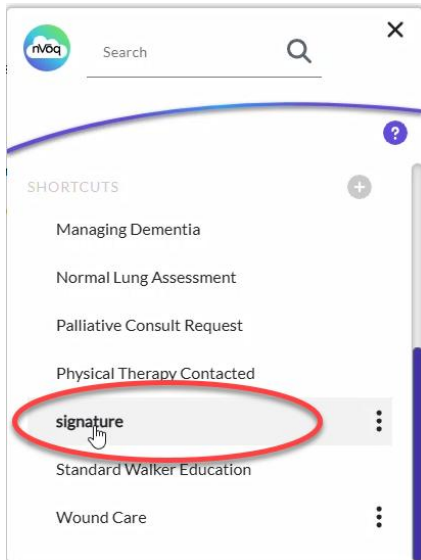 nVoq
Search
?
SHORTCUTS
Managing Dementia
Normal Lung Assessment
Palliative Consult Request
Physical Therapy Contacted
signature
Standard Walker Education
Wound Care